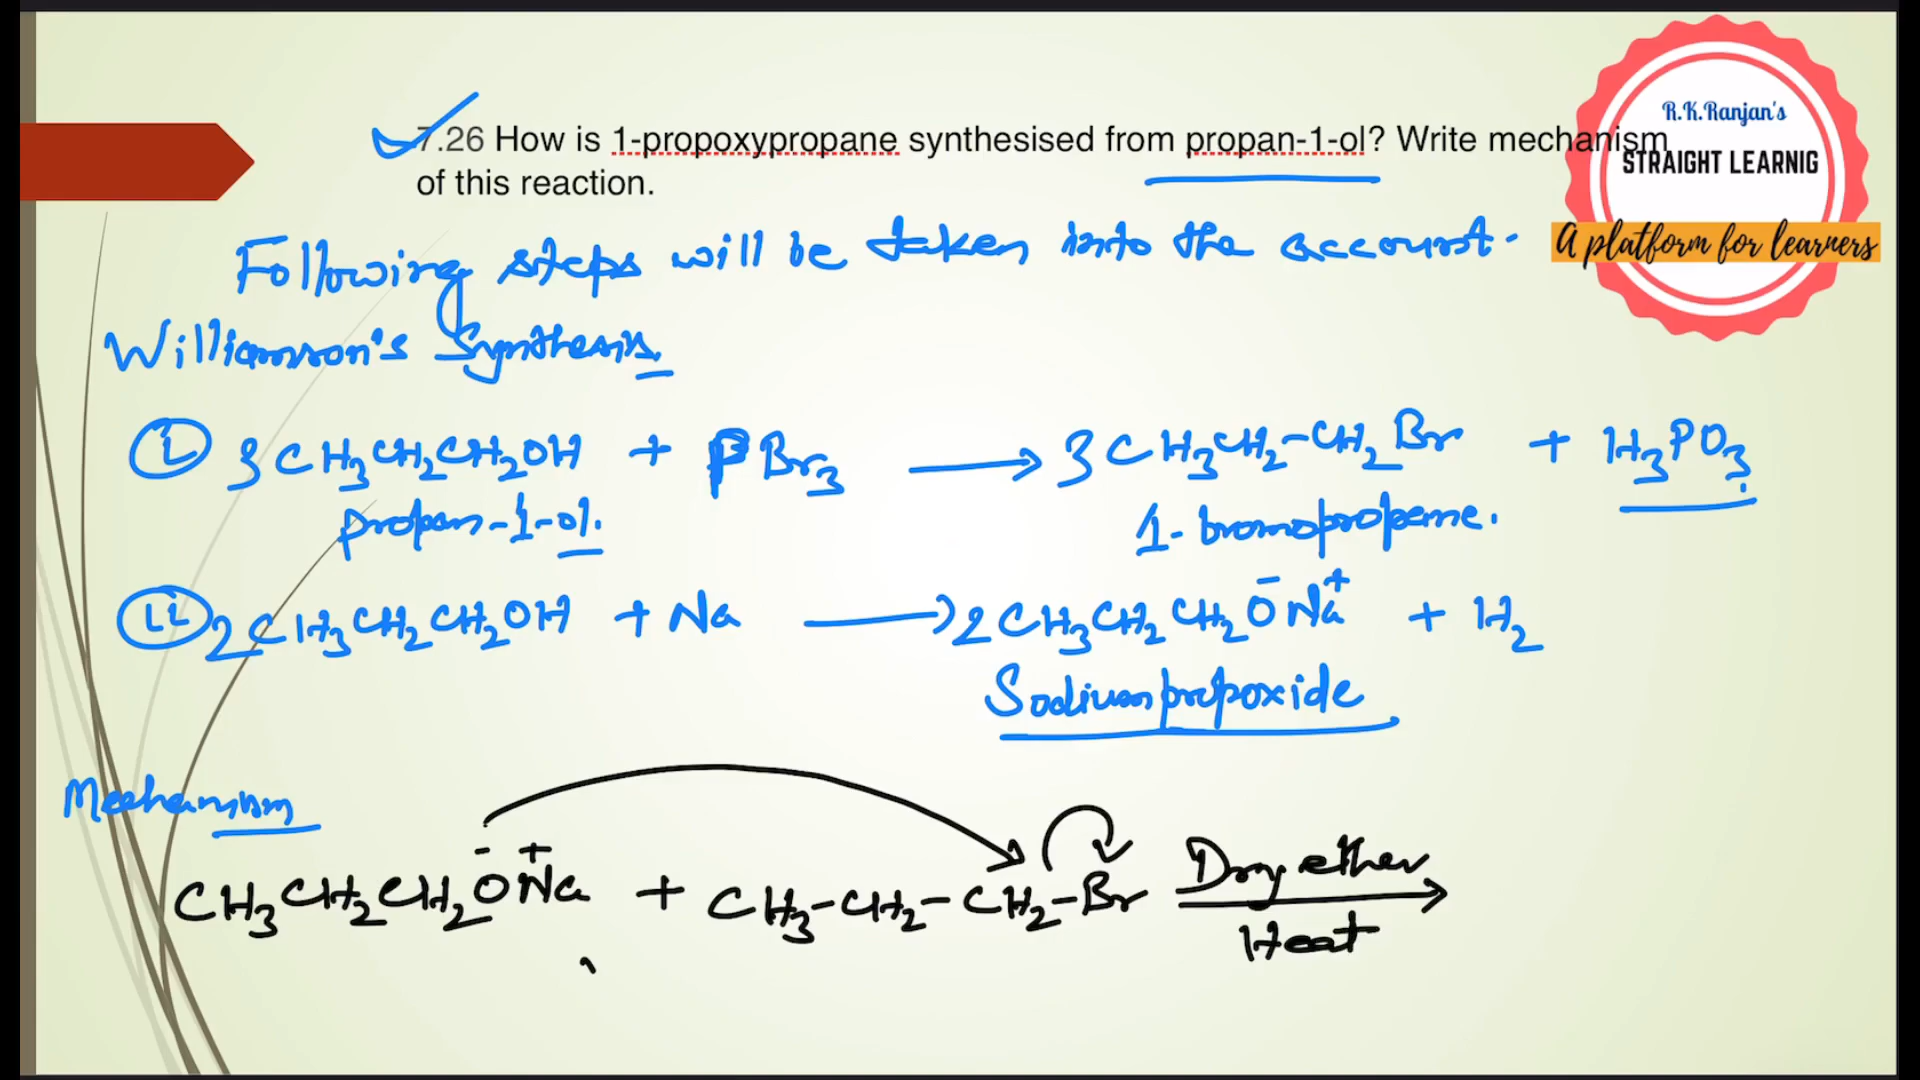 7.26 How is 1-propoxypropane synthesised from propan-1-ol? Write mechanism
of this reaction.
R.K.Ranjan's
STRAIGHT LEARNIG
A platform for learners
Following steps will be taken into the account.
Williamson's Synthesis.
(i) 3CH₃CH₂CH₂OH + PBr₃ → 3CH₃CH₂-CH₂Br + H₃PO₃
propan-1-ol. 1-bromopropane.
(ii) 2CH₃CH₂CH₂OH + Na → 2CH₃CH₂CH₂O⁻Na⁺ + H₂
Sodium propoxide
Mechanism
CH₃CH₂CH₂O⁻Na⁺ + CH₃-CH₂-CH₂-Br Dry ether →
Heat